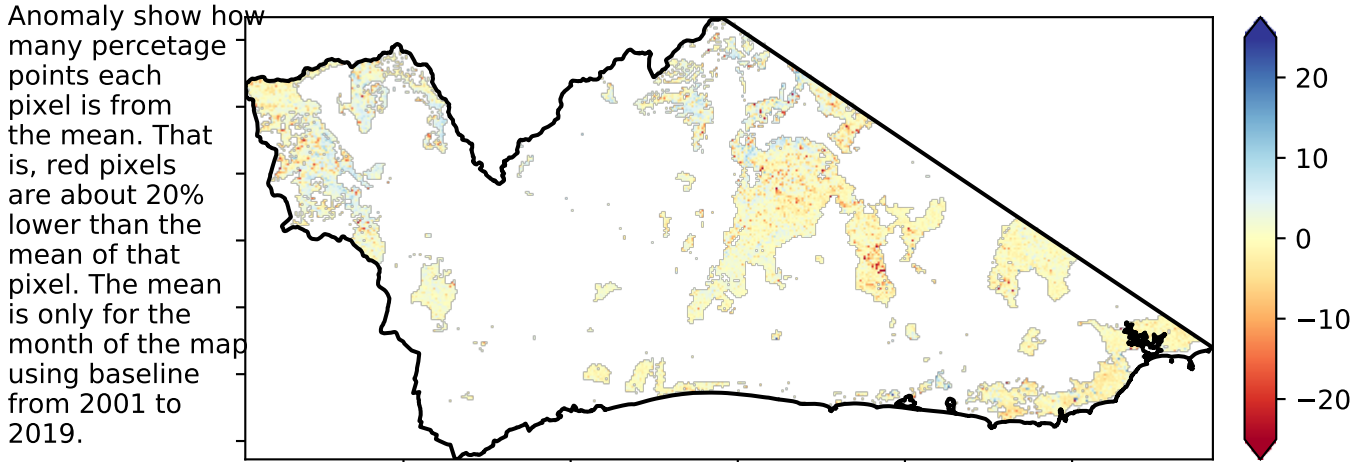 Anomaly show how
many percetage
points each
pixel is from
the mean. That
is, red pixels
are about 20%
lower than the
mean of that
pixel. The mean
is only for the
month of the map
using baseline
from 2001 to
2019.
20
10
0
−10
−20